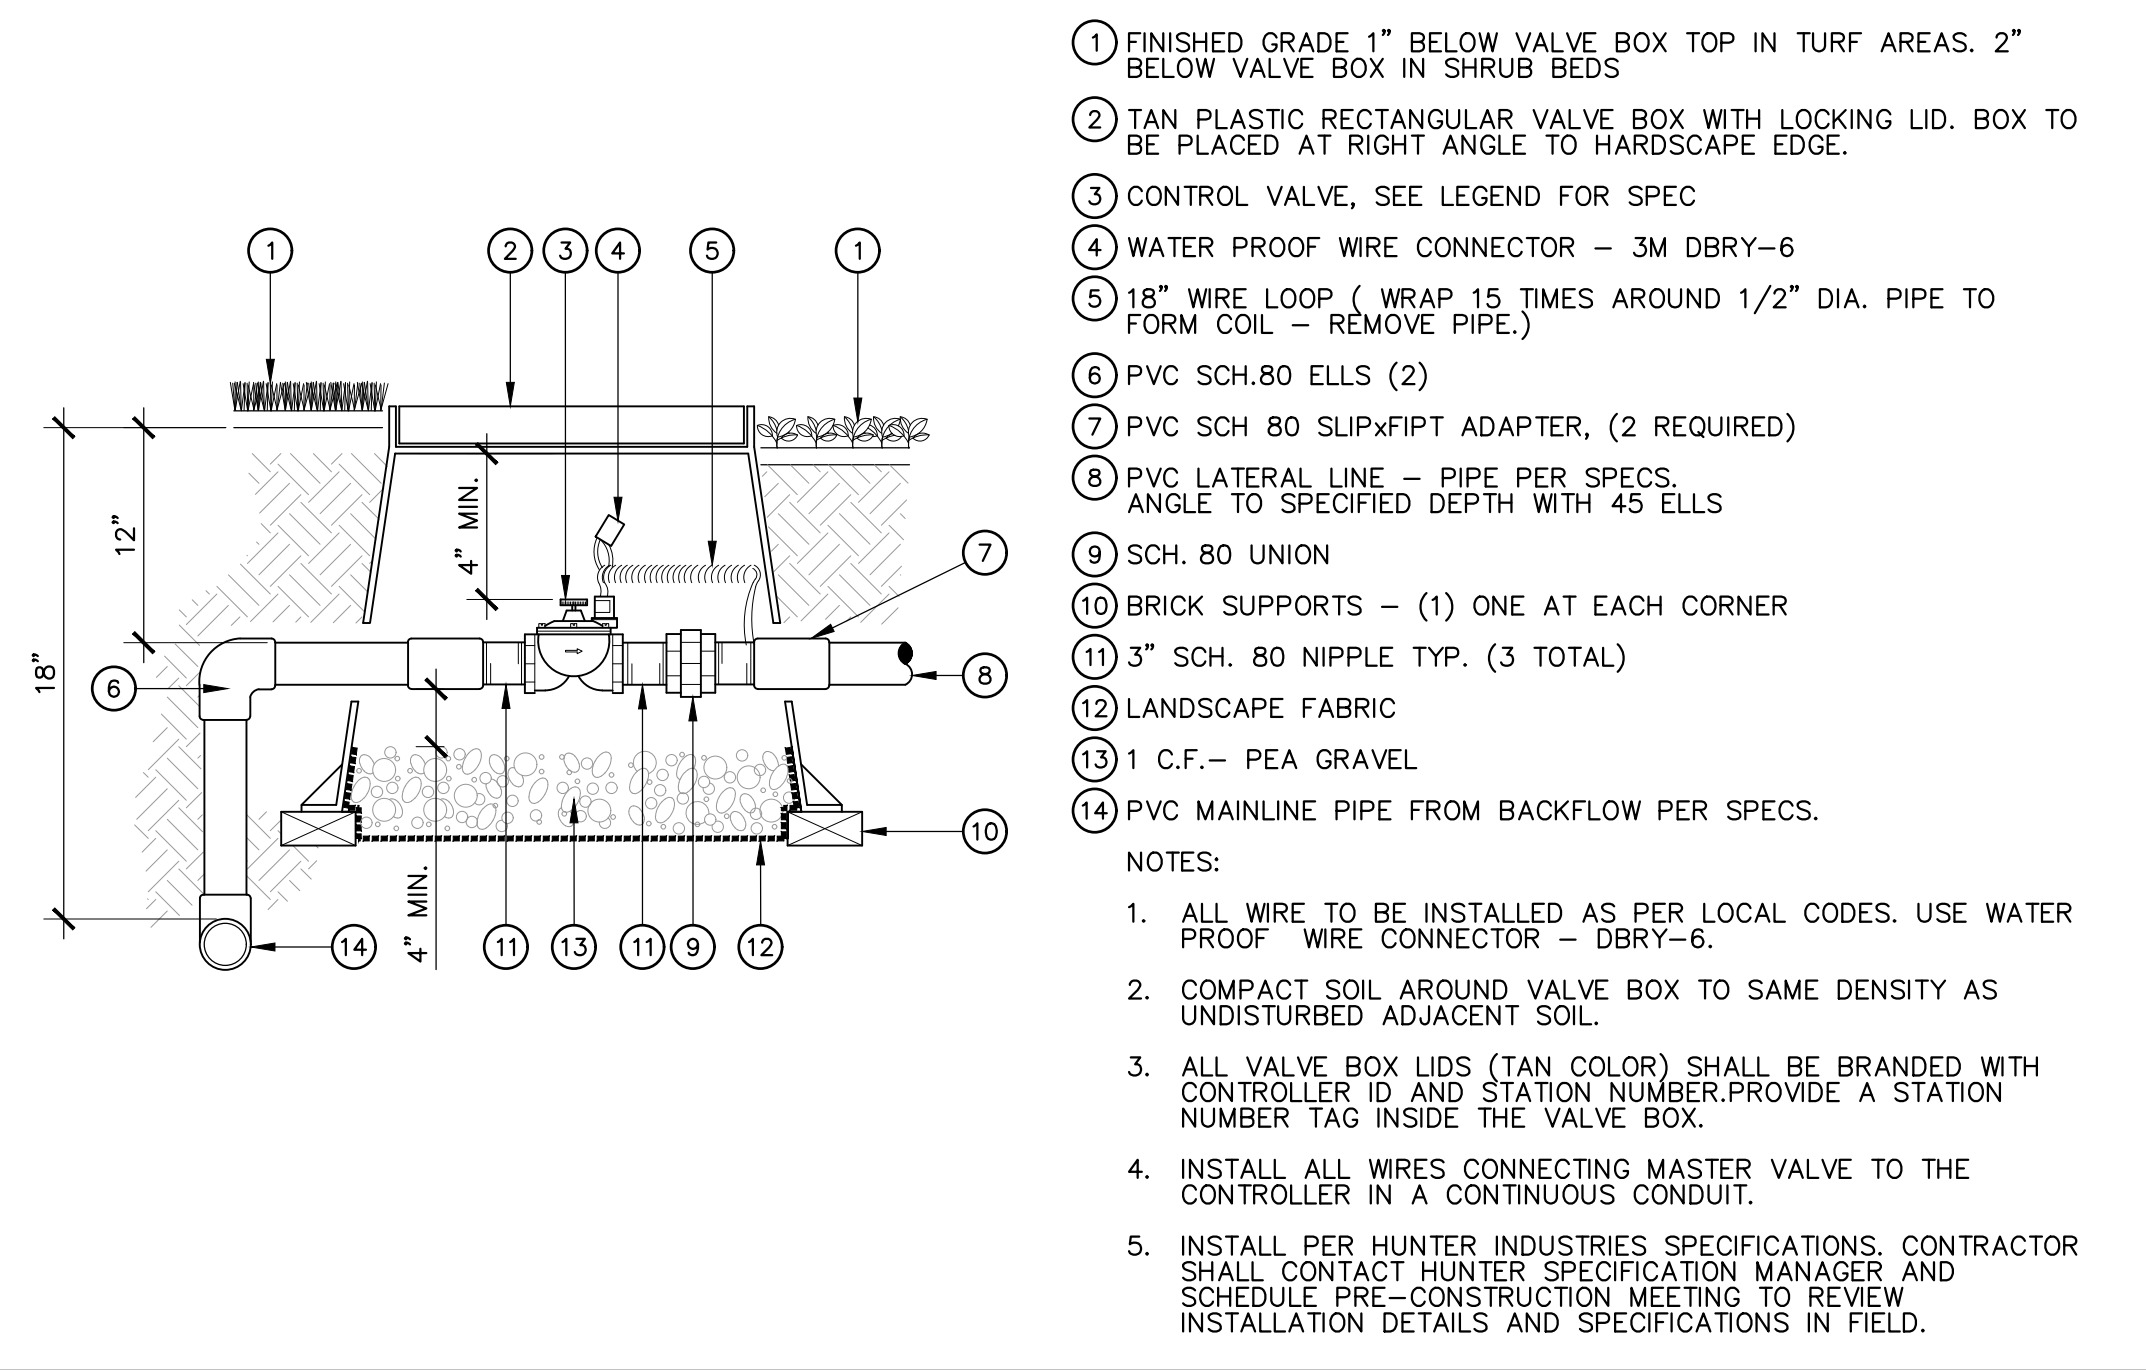 1 2 3 4 5 1
12”
18”
4” MIN.
7
6
8
10
4” MIN.
14 11 13 11 9 12
1 FINISHED GRADE 1” BELOW VALVE BOX TOP IN TURF AREAS. 2”
BELOW VALVE BOX IN SHRUB BEDS
2 TAN PLASTIC RECTANGULAR VALVE BOX WITH LOCKING LID. BOX TO
BE PLACED AT RIGHT ANGLE TO HARDSCAPE EDGE.
3 CONTROL VALVE, SEE LEGEND FOR SPEC
4 WATER PROOF WIRE CONNECTOR – 3M DBRY–6
5 18” WIRE LOOP ( WRAP 15 TIMES AROUND 1/2” DIA. PIPE TO
FORM COIL – REMOVE PIPE.)
6 PVC SCH.80 ELLS (2)
7 PVC SCH 80 SLIPxFIPT ADAPTER, (2 REQUIRED)
8 PVC LATERAL LINE – PIPE PER SPECS.
ANGLE TO SPECIFIED DEPTH WITH 45 ELLS
9 SCH. 80 UNION
10 BRICK SUPPORTS – (1) ONE AT EACH CORNER
11 3” SCH. 80 NIPPLE TYP. (3 TOTAL)
12 LANDSCAPE FABRIC
13 1 C.F.– PEA GRAVEL
14 PVC MAINLINE PIPE FROM BACKFLOW PER SPECS.
NOTES:
1. ALL WIRE TO BE INSTALLED AS PER LOCAL CODES. USE WATER
PROOF WIRE CONNECTOR – DBRY–6.
2. COMPACT SOIL AROUND VALVE BOX TO SAME DENSITY AS
UNDISTURBED ADJACENT SOIL.
3. ALL VALVE BOX LIDS (TAN COLOR) SHALL BE BRANDED WITH
CONTROLLER ID AND STATION NUMBER.PROVIDE A STATION
NUMBER TAG INSIDE THE VALVE BOX.
4. INSTALL ALL WIRES CONNECTING MASTER VALVE TO THE
CONTROLLER IN A CONTINUOUS CONDUIT.
5. INSTALL PER HUNTER INDUSTRIES SPECIFICATIONS. CONTRACTOR
SHALL CONTACT HUNTER SPECIFICATION MANAGER AND
SCHEDULE PRE–CONSTRUCTION MEETING TO REVIEW
INSTALLATION DETAILS AND SPECIFICATIONS IN FIELD.